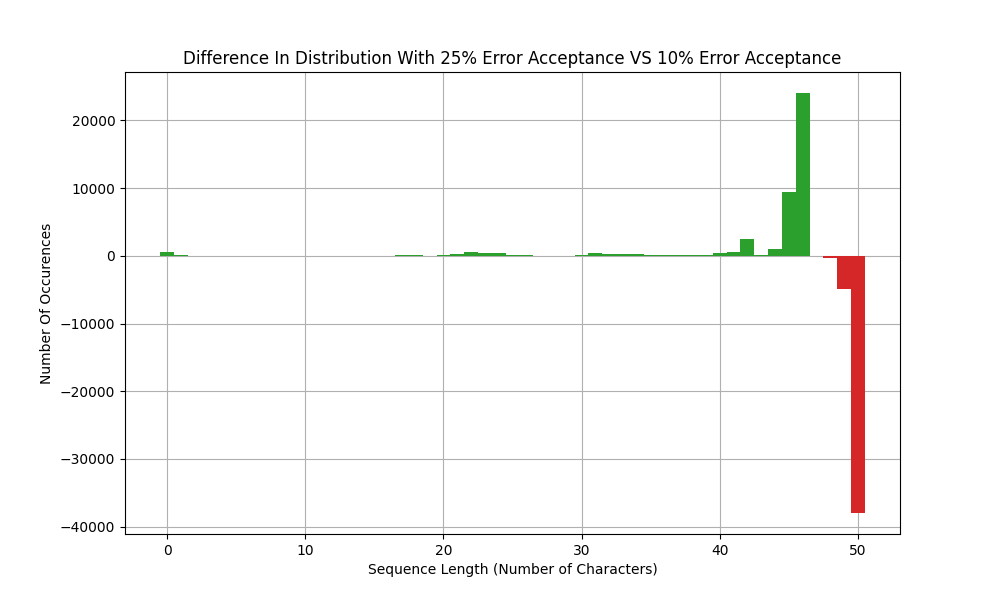 Difference In Distribution With 25% Error Acceptance VS 10% Error Acceptance
20000
10000
0
−10000
−20000
−30000
−40000
Number Of Occurences
0 10 20 30 40 50
Sequence Length (Number of Characters)